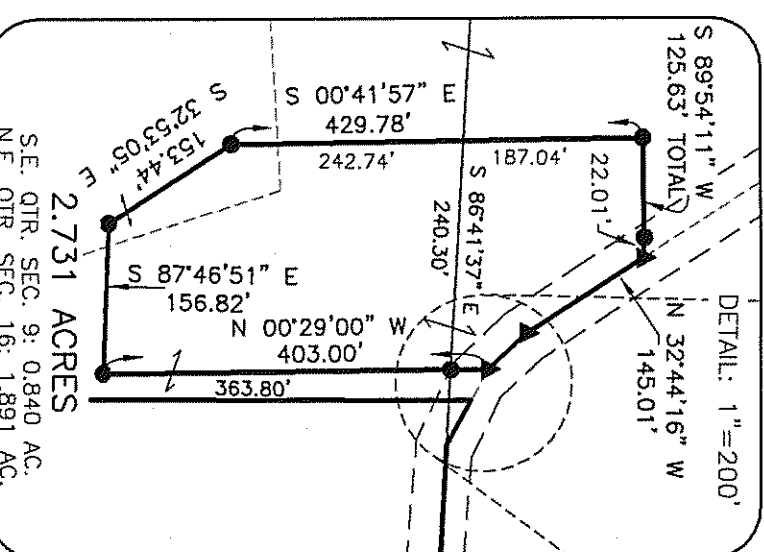 DETAIL: 1"=200'
S 89°54'11" W
125.63' TOTAL
22.01'
N 32°44'16" W
145.01'
S 00°41'57" E
429.78'
242.74'
187.04'
S 86°41'37" E
240.30'
S 32°53'05" E
153.44'
S 87°46'51" E
156.82'
N 00°29'00" W
403.00'
363.80'
2.731 ACRES
S.E. QTR. SEC. 9: 0.840 AC.
N.E. QTR. SEC. 16: 1.891 AC.